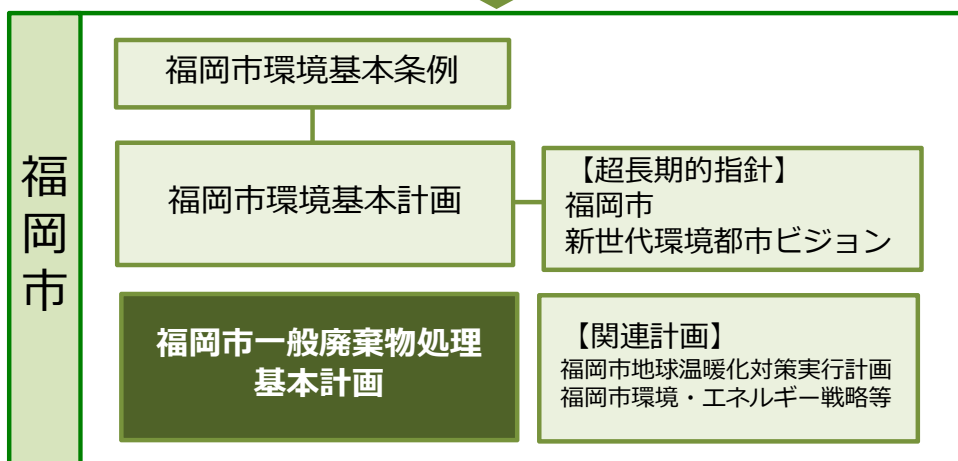 福岡市
福岡市環境基本条例
福岡市環境基本計画
【超長期的指針】
福岡市
新世代環境都市ビジョン
福岡市一般廃棄物処理
基本計画
【関連計画】
福岡市地球温暖化対策実行計画
福岡市環境・エネルギー戦略等